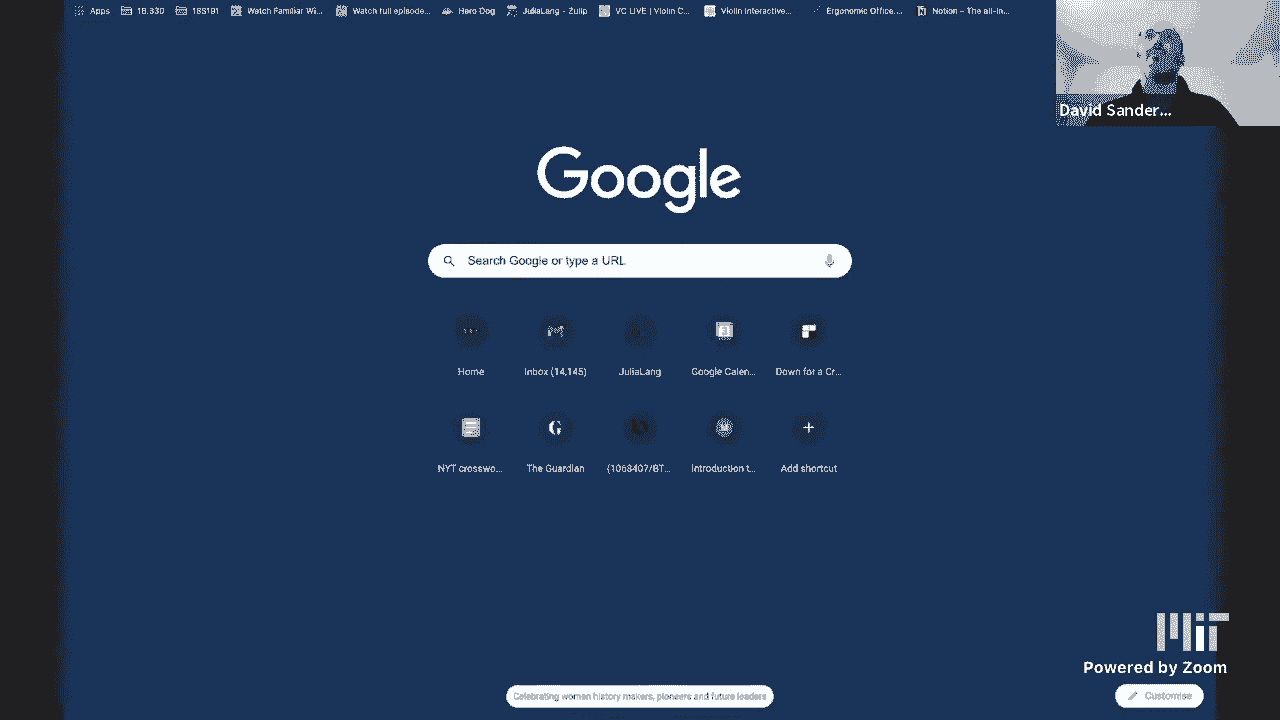 Apps 18.330 18S191 Watch Familiar Wi... Watch full episode... Hero Dog JuliaLang - Zulip VC LIVE | Violin C... Violin Interactive... Ergonomic Office,... Notion – The all-in...
David Sander...
Google
Search Google or type a URL
Home Inbox (14,145) JuliaLang Google Calen... Down for a Cr...
NYT crosswo... The Guardian (1068407/BT... Introduction t... Add shortcut
MIT
Powered by Zoom
Celebrating women history makers, pioneers and future leaders
Customise